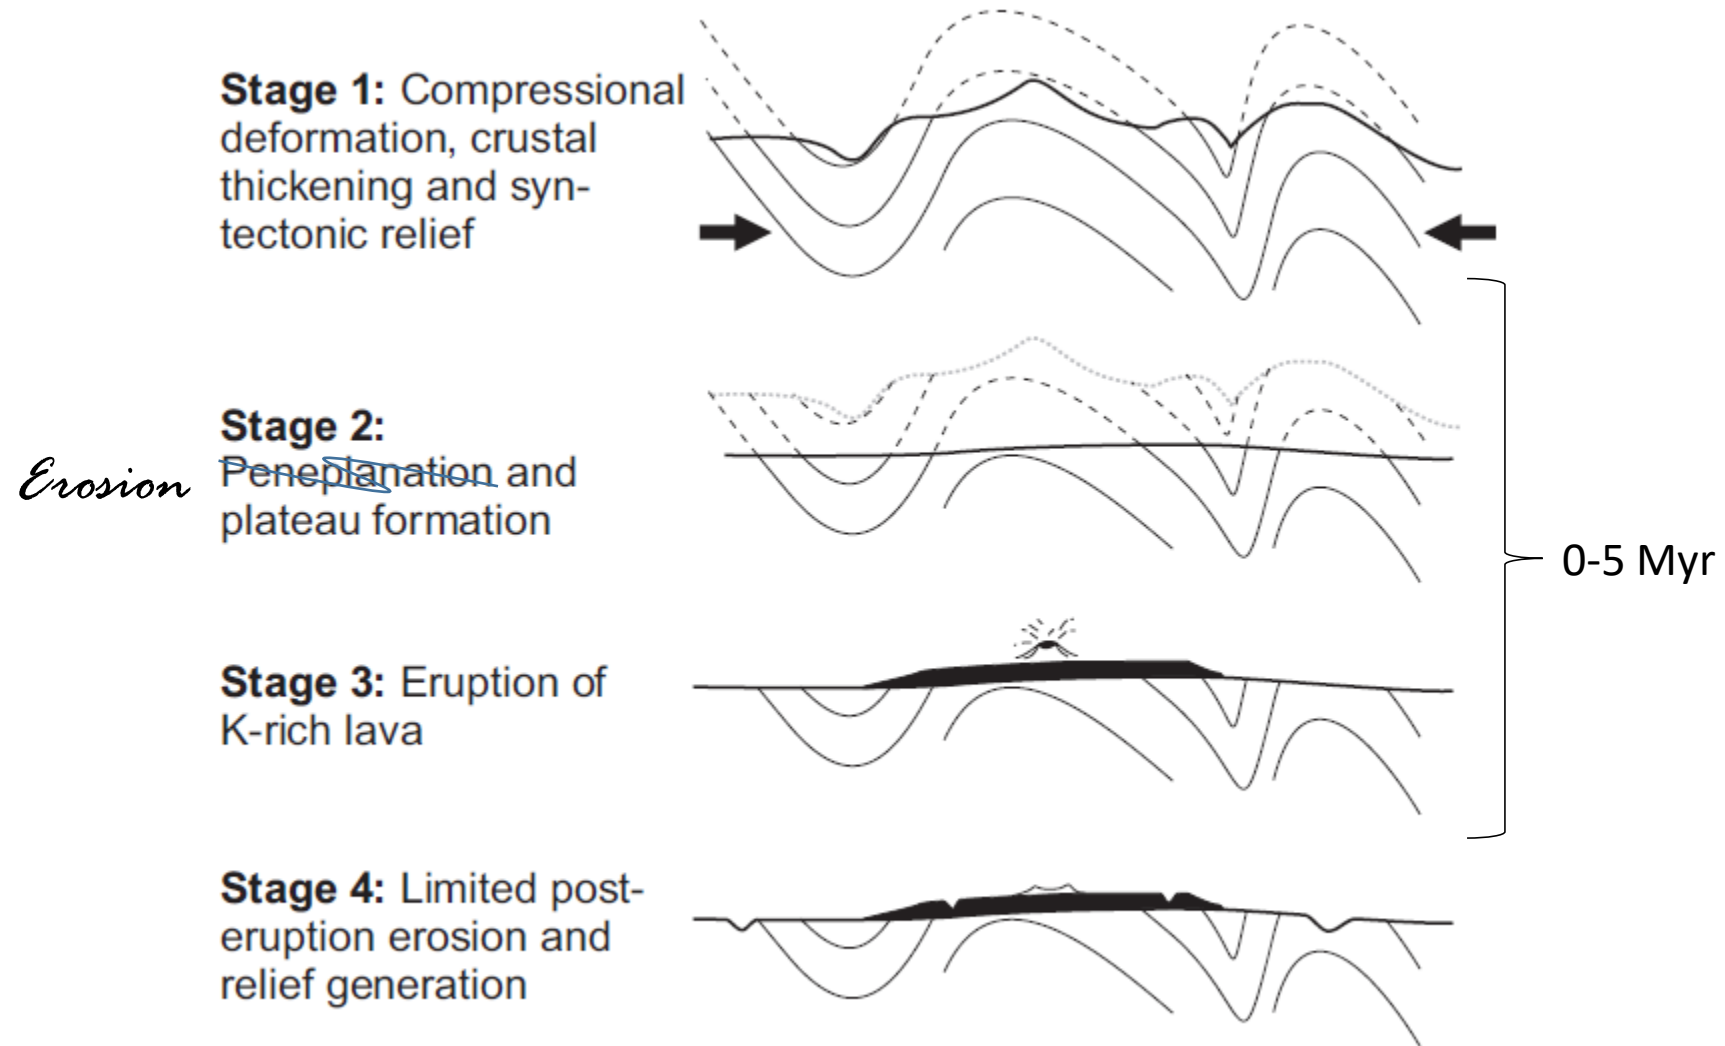 Stage 1: Compressional
deformation, crustal
thickening and syn-
tectonic relief
Stage 2:
Erosion Peneplanation and
plateau formation
0-5 Myr
Stage 3: Eruption of
K-rich lava
Stage 4: Limited post-
eruption erosion and
relief generation